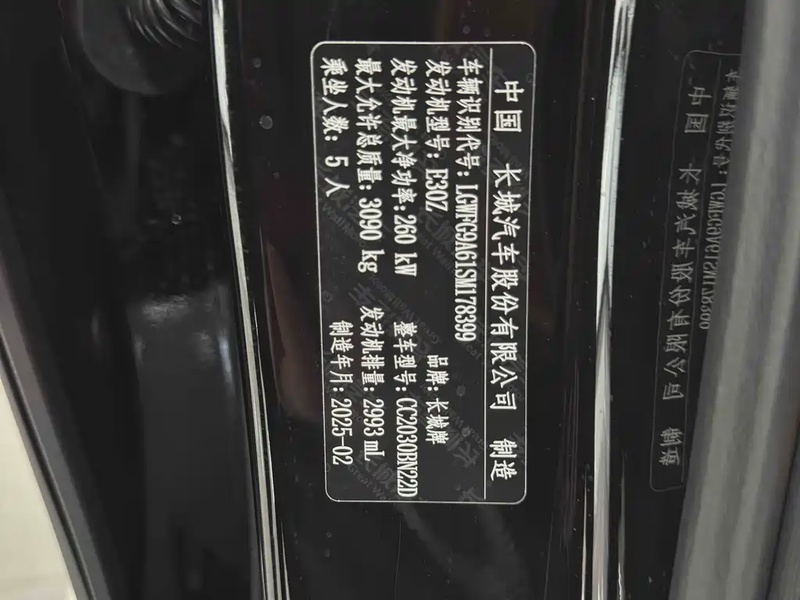 中国 长城汽车股份有限公司 制造
品牌: 长城牌
车辆识别代号: LGWFG9A61SM178399
整车型号: CC2030BN22D
发动机型号: E30Z
发动机最大净功率: 260 kW
发动机排量: 2993 mL
最大允许总质量: 3090 kg
制造年月: 2025-02
乘坐人数: 5 人